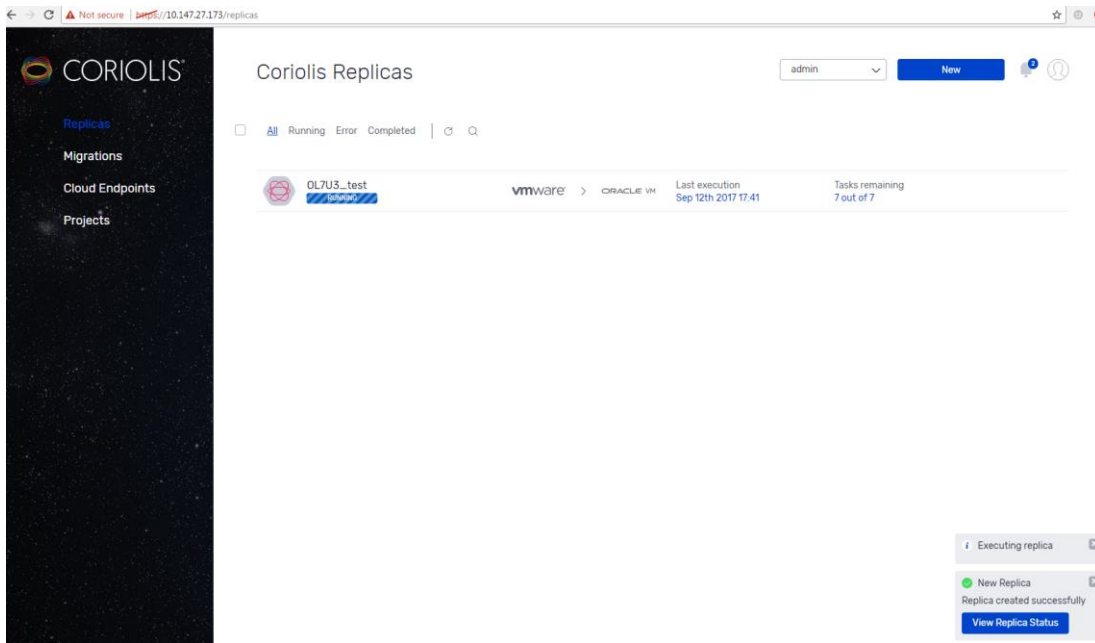 Not secure | https://10.147.27.173/replicas
CORIOLIS
Coriolis Replicas
admin
New
2
Replicas
Migrations
Cloud Endpoints
Projects
All Running Error Completed
OL7U3_test
RUNNING
vmware > ORACLE VM
Last execution
Sep 12th 2017 17:41
Tasks remaining
7 out of 7
Executing replica
New Replica
Replica created successfully
View Replica Status